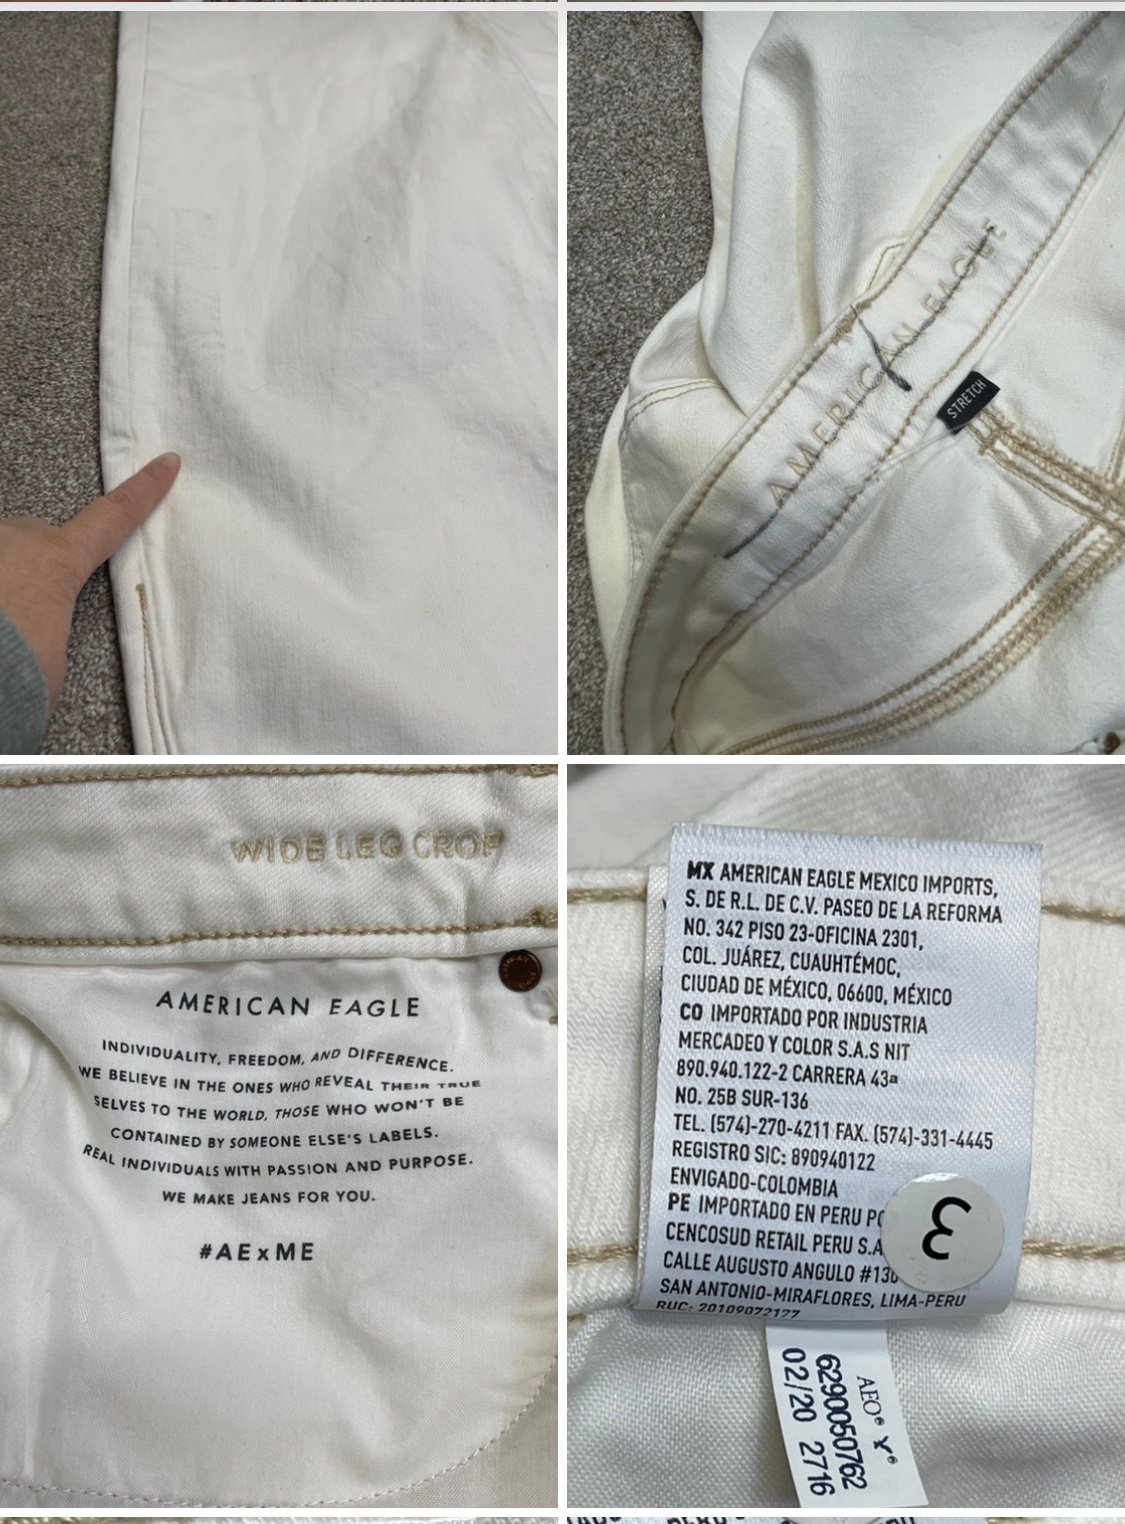 AMERICAN EAGLE
STRETCH
WIDE LEG CROP
AMERICAN EAGLE
INDIVIDUALITY, FREEDOM, AND DIFFERENCE.
WE BELIEVE IN THE ONES WHO REVEAL THEIR TRUE
SELVES TO THE WORLD, THOSE WHO WON'T BE
CONTAINED BY SOMEONE ELSE'S LABELS.
REAL INDIVIDUALS WITH PASSION AND PURPOSE.
WE MAKE JEANS FOR YOU.
#AExME
MX AMERICAN EAGLE MEXICO IMPORTS,
S. DE R.L. DE C.V. PASEO DE LA REFORMA
NO. 342 PISO 23-OFICINA 2301,
COL. JUÁREZ, CUAUHTÉMOC,
CIUDAD DE MÉXICO, 06600, MÉXICO
CO IMPORTADO POR INDUSTRIA
MERCADEO Y COLOR S.A.S NIT
890.940.122-2 CARRERA 43ª
NO. 25B SUR-136
TEL. (574)-270-4211 FAX. (574)-331-4445
REGISTRO SIC: 890940122
ENVIGADO-COLOMBIA
PE IMPORTADO EN PERU
CENCOSUD RETAIL PERU S.A
CALLE AUGUSTO ANGULO
SAN ANTONIO-MIRAFLORES, LIMA-PERU
RUC: 20109072177
3
AEO®
6290050762
02/20 2716